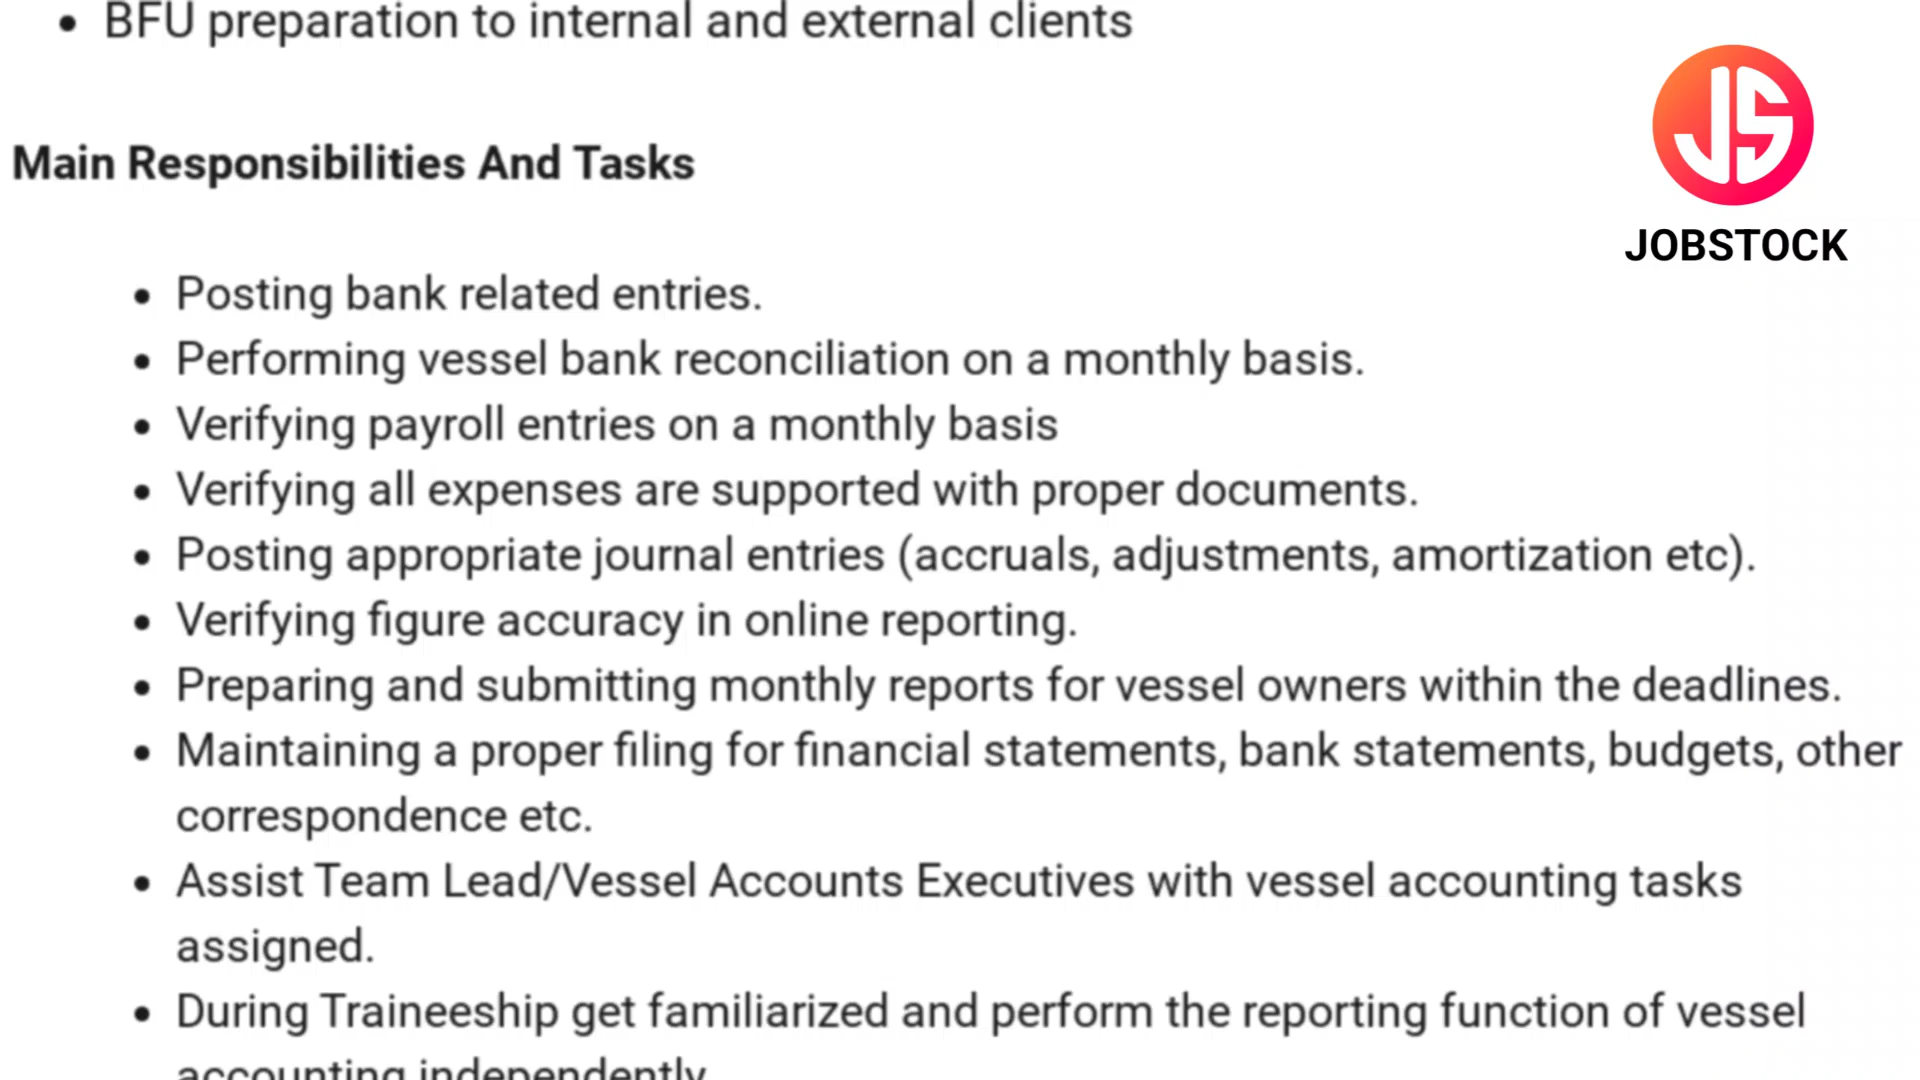 • BFU preparation to internal and external clients
JS
JOBSTOCK
Main Responsibilities And Tasks
• Posting bank related entries.
• Performing vessel bank reconciliation on a monthly basis.
• Verifying payroll entries on a monthly basis
• Verifying all expenses are supported with proper documents.
• Posting appropriate journal entries (accruals, adjustments, amortization etc).
• Verifying figure accuracy in online reporting.
• Preparing and submitting monthly reports for vessel owners within the deadlines.
• Maintaining a proper filing for financial statements, bank statements, budgets, other
correspondence etc.
• Assist Team Lead/Vessel Accounts Executives with vessel accounting tasks
assigned.
• During Traineeship get familiarized and perform the reporting function of vessel
accounting independently